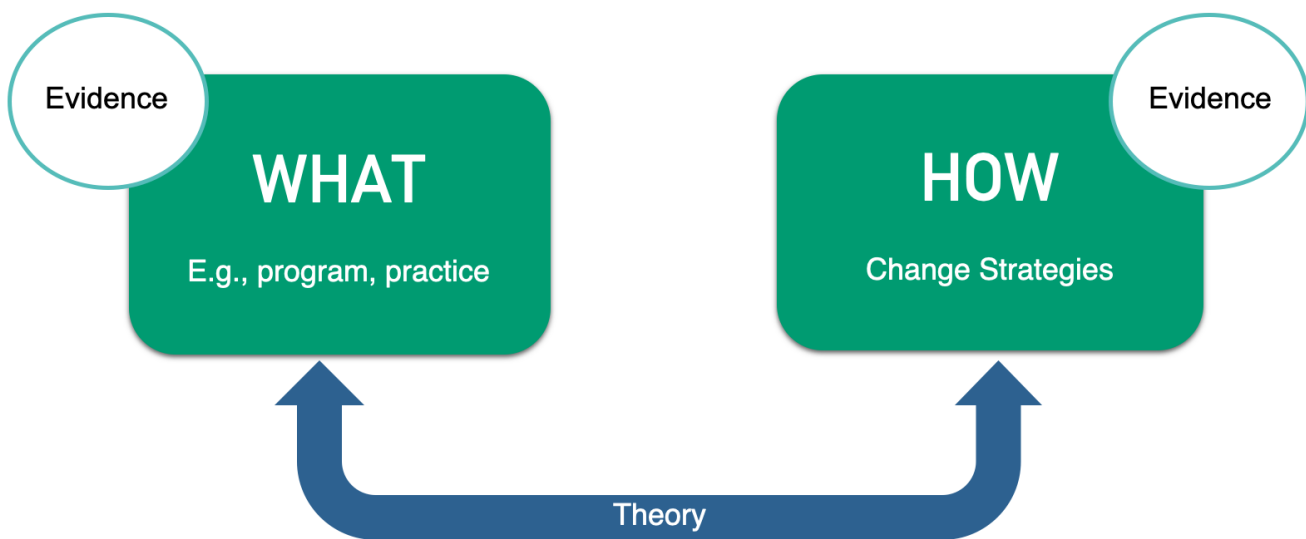 Evidence
WHAT
E.g., program, practice
Evidence
HOW
Change Strategies
Theory